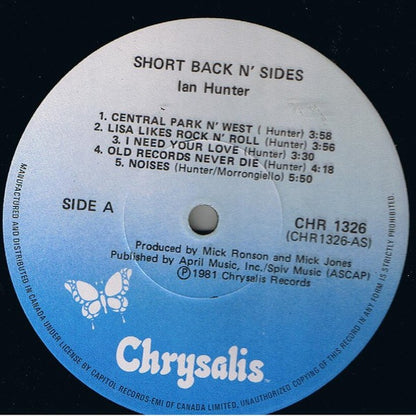 SHORT BACK N' SIDES
Ian Hunter
1. CENTRAL PARK N' WEST ( Hunter) 3:58
2. LISA LIKES ROCK N' ROLL (Hunter) 3:56
3. I NEED YOUR LOVE (Hunter) 3:30
4. OLD RECORDS NEVER DIE (Hunter) 4:18
5. NOISES (Hunter/Morrongiello) 5:50
SIDE A
CHR 1326
(CHR1326-AS)
Produced by Mick Ronson and Mick Jones
Published by April Music, Inc./Spiv Music (ASCAP)
Ⓟ1981 Chrysalis Records
Chrysalis
MANUFACTURED AND DISTRIBUTED IN CANADA UNDER LICENSE BY CAPITOL RECORDS-EMI OF CANADA LIMITED, UNAUTHORIZED COPYING OF THIS RECORD IN ANY FORM IS STRICTLY PROHIBITED.